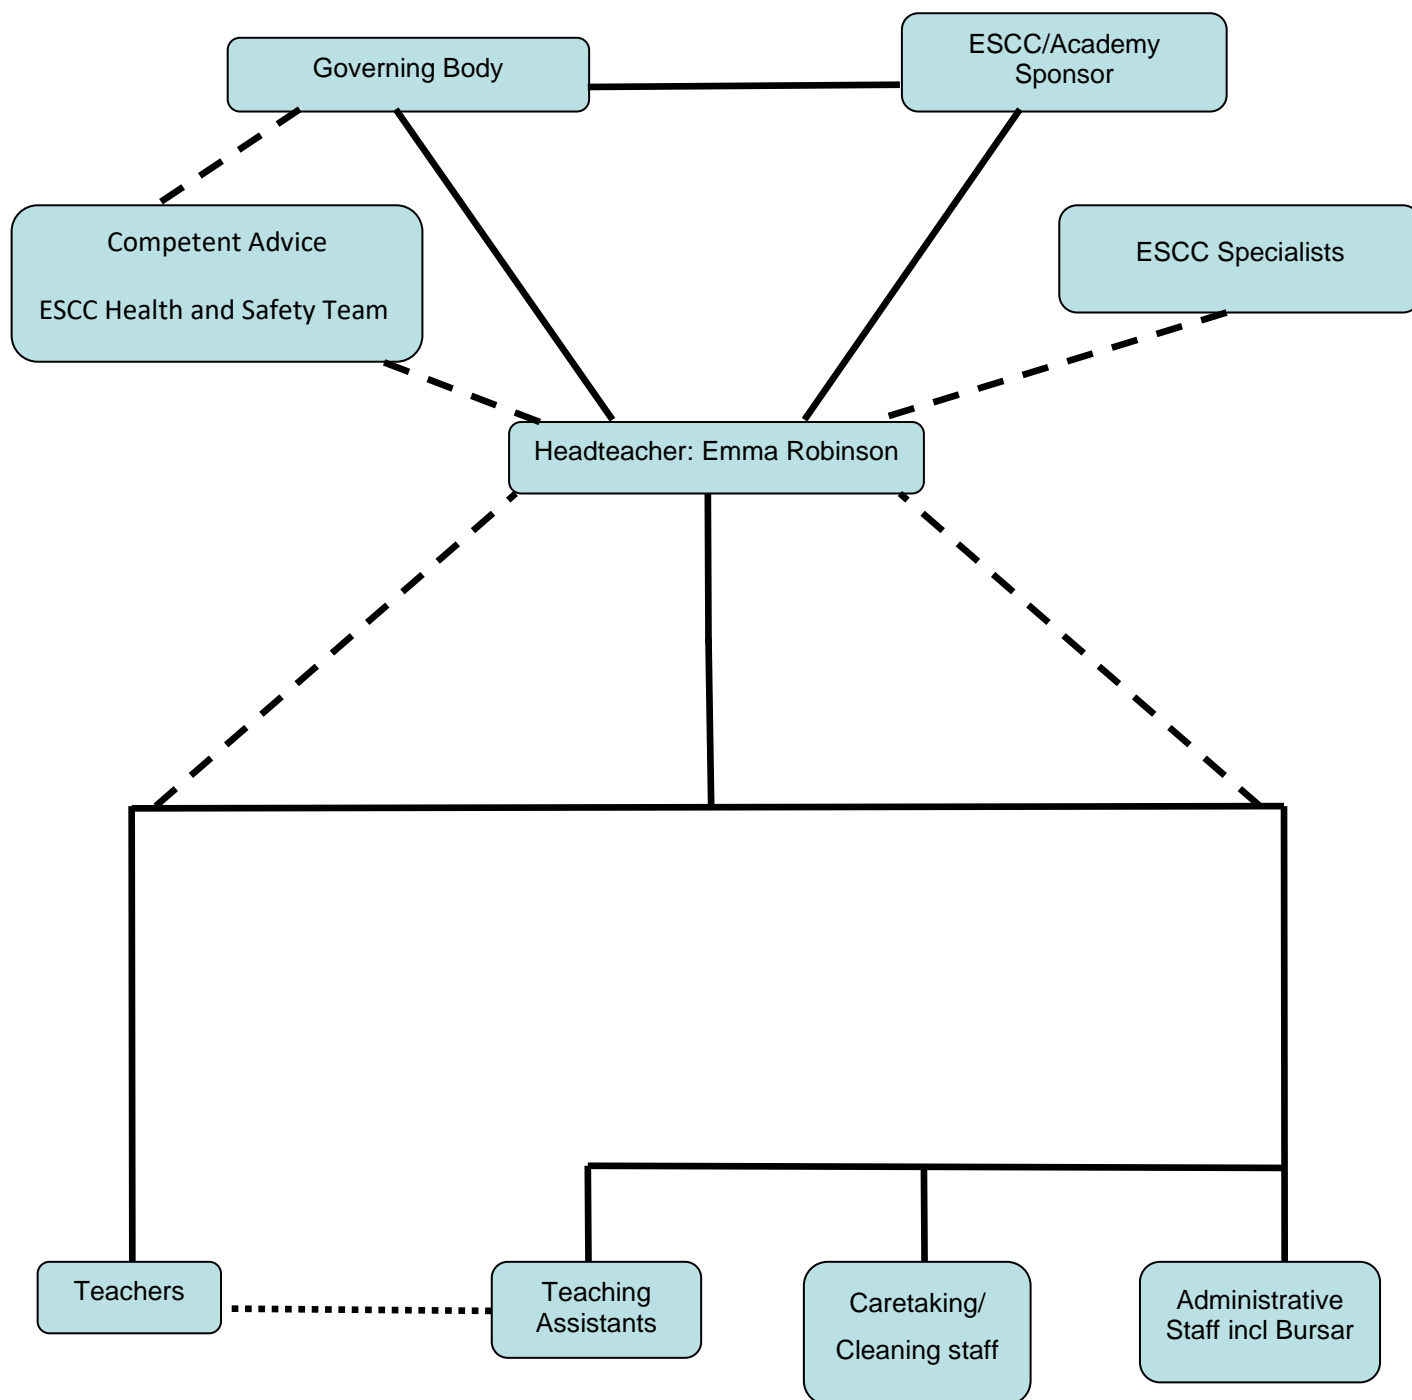 Governing Body
ESCC/Academy
Sponsor
Competent Advice
ESCC Health and Safety Team
ESCC Specialists
Headteacher: Emma Robinson
Teachers
Teaching
Assistants
Caretaking/
Cleaning staff
Administrative
Staff incl Bursar